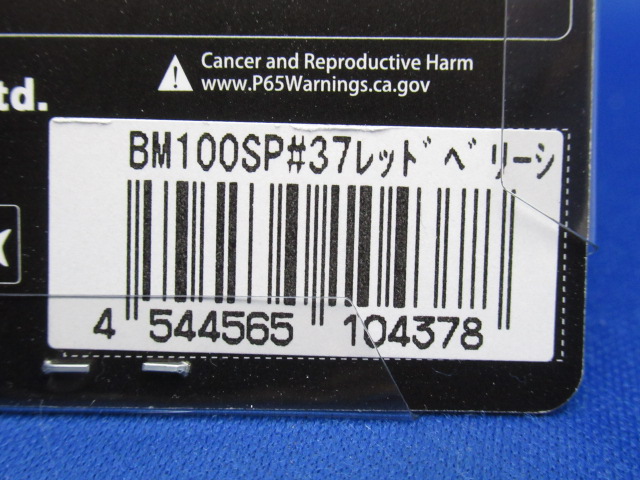 Cancer and Reproductive Harm
www.P65Warnings.ca.gov
td.
BM100SP#37レッドベリーシ
4 544565 104378